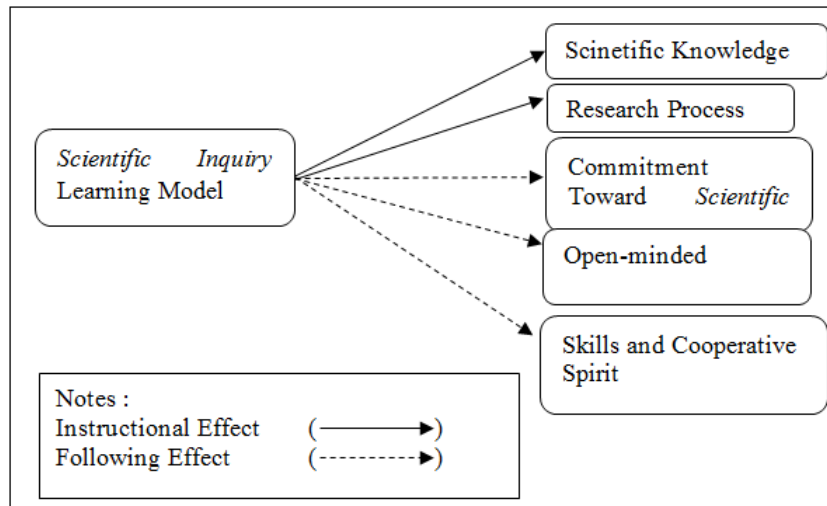 Scinetific Knowledge
Research Process
Scientific Inquiry
Learning Model
Commitment
Toward Scientific
Open-minded
Skills and Cooperative
Spirit
Notes :
Instructional Effect ( )
Following Effect ( )